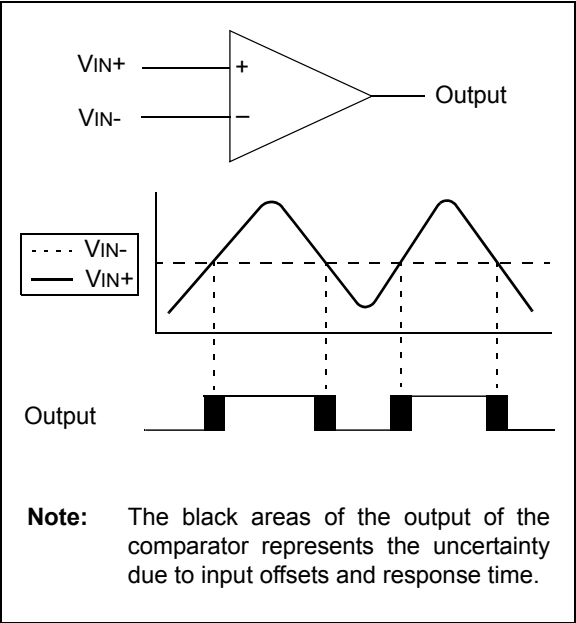 VIN+
+
Output
VIN-
–
VIN-
VIN+
Output
Note: The black areas of the output of the
comparator represents the uncertainty
due to input offsets and response time.